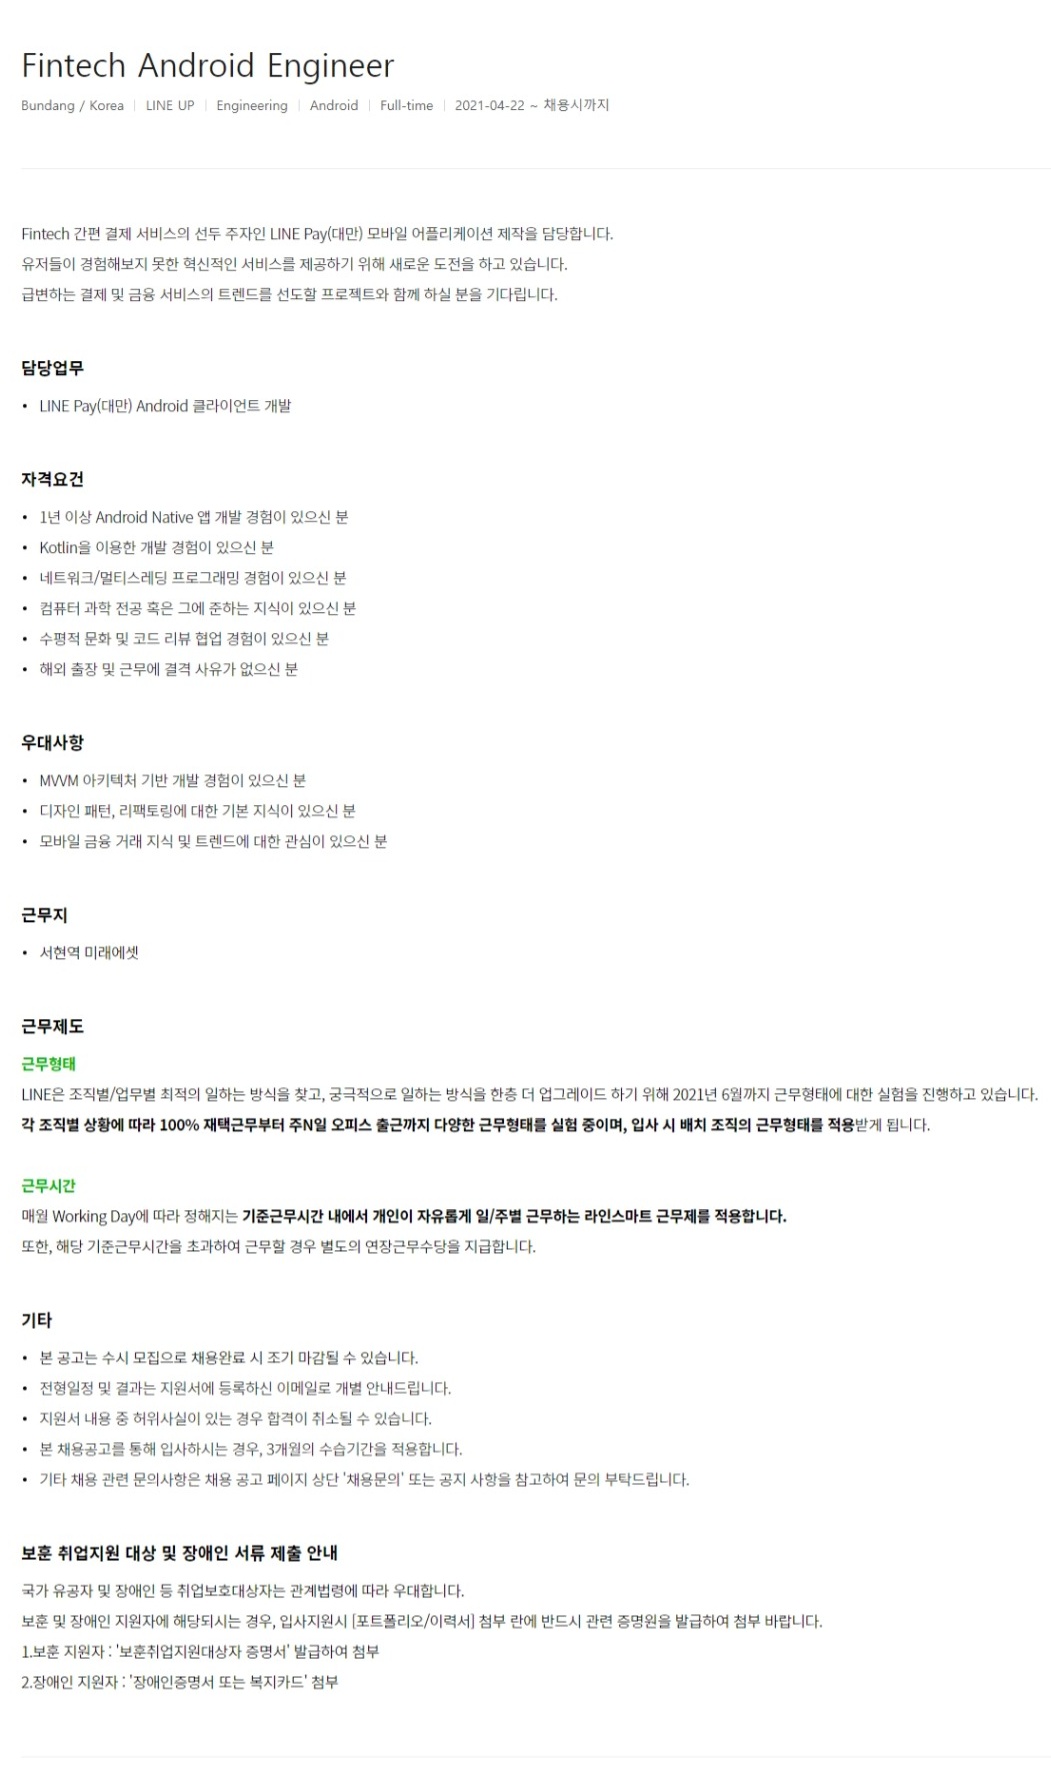 Fintech Android Engineer
Bundang / Korea | LINE UP | Engineering | Android | Full-time | 2021-04-22 ~ 채용시까지
Fintech 간편 결제 서비스의 선두 주자인 LINE Pay(대만) 모바일 어플리케이션 제작을 담당합니다.
유저들이 경험해보지 못한 혁신적인 서비스를 제공하기 위해 새로운 도전을 하고 있습니다.
급변하는 결제 및 금융 서비스의 트렌드를 선도할 프로젝트와 함께 하실 분을 기다립니다.
담당업무
• LINE Pay(대만) Android 클라이언트 개발
자격요건
• 1년 이상 Android Native 앱 개발 경험이 있으신 분
• Kotlin을 이용한 개발 경험이 있으신 분
• 네트워크/멀티스레딩 프로그래밍 경험이 있으신 분
• 컴퓨터 과학 전공 혹은 그에 준하는 지식이 있으신 분
• 수평적 문화 및 코드 리뷰 협업 경험이 있으신 분
• 해외 출장 및 근무에 결격 사유가 없으신 분
우대사항
• MVVM 아키텍처 기반 개발 경험이 있으신 분
• 디자인 패턴, 리팩토링에 대한 기본 지식이 있으신 분
• 모바일 금융 거래 지식 및 트렌드에 대한 관심이 있으신 분
근무지
• 서현역 미래에셋
근무제도
근무형태
LINE은 조직별/업무별 최적의 일하는 방식을 찾고, 궁극적으로 일하는 방식을 한층 더 업그레이드 하기 위해 2021년 6월까지 근무형태에 대한 실험을 진행하고 있습니다.
각 조직별 상황에 따라 100% 재택근무부터 주N일 오피스 출근까지 다양한 근무형태를 실험 중이며, 입사 시 배치 조직의 근무형태를 적용받게 됩니다.
근무시간
매월 Working Day에 따라 정해지는 기준근무시간 내에서 개인이 자유롭게 일/주별 근무하는 라인스마트 근무제를 적용합니다.
또한, 해당 기준근무시간을 초과하여 근무할 경우 별도의 연장근무수당을 지급합니다.
기타
• 본 공고는 수시 모집으로 채용완료 시 조기 마감될 수 있습니다.
• 전형일정 및 결과는 지원서에 등록하신 이메일로 개별 안내드립니다.
• 지원서 내용 중 허위사실이 있는 경우 합격이 취소될 수 있습니다.
• 본 채용공고를 통해 입사하시는 경우, 3개월의 수습기간을 적용합니다.
• 기타 채용 관련 문의사항은 채용 공고 페이지 상단 '채용문의' 또는 공지 사항을 참고하여 문의 부탁드립니다.
보훈 취업지원 대상 및 장애인 서류 제출 안내
국가 유공자 및 장애인 등 취업보호대상자는 관계법령에 따라 우대합니다.
보훈 및 장애인 지원자에 해당되시는 경우, 입사지원시 [포트폴리오/이력서] 첨부 란에 반드시 관련 증명원을 발급하여 첨부 바랍니다.
1.보훈 지원자 : '보훈취업지원대상자 증명서' 발급하여 첨부
2.장애인 지원자 : '장애인증명서 또는 복지카드' 첨부